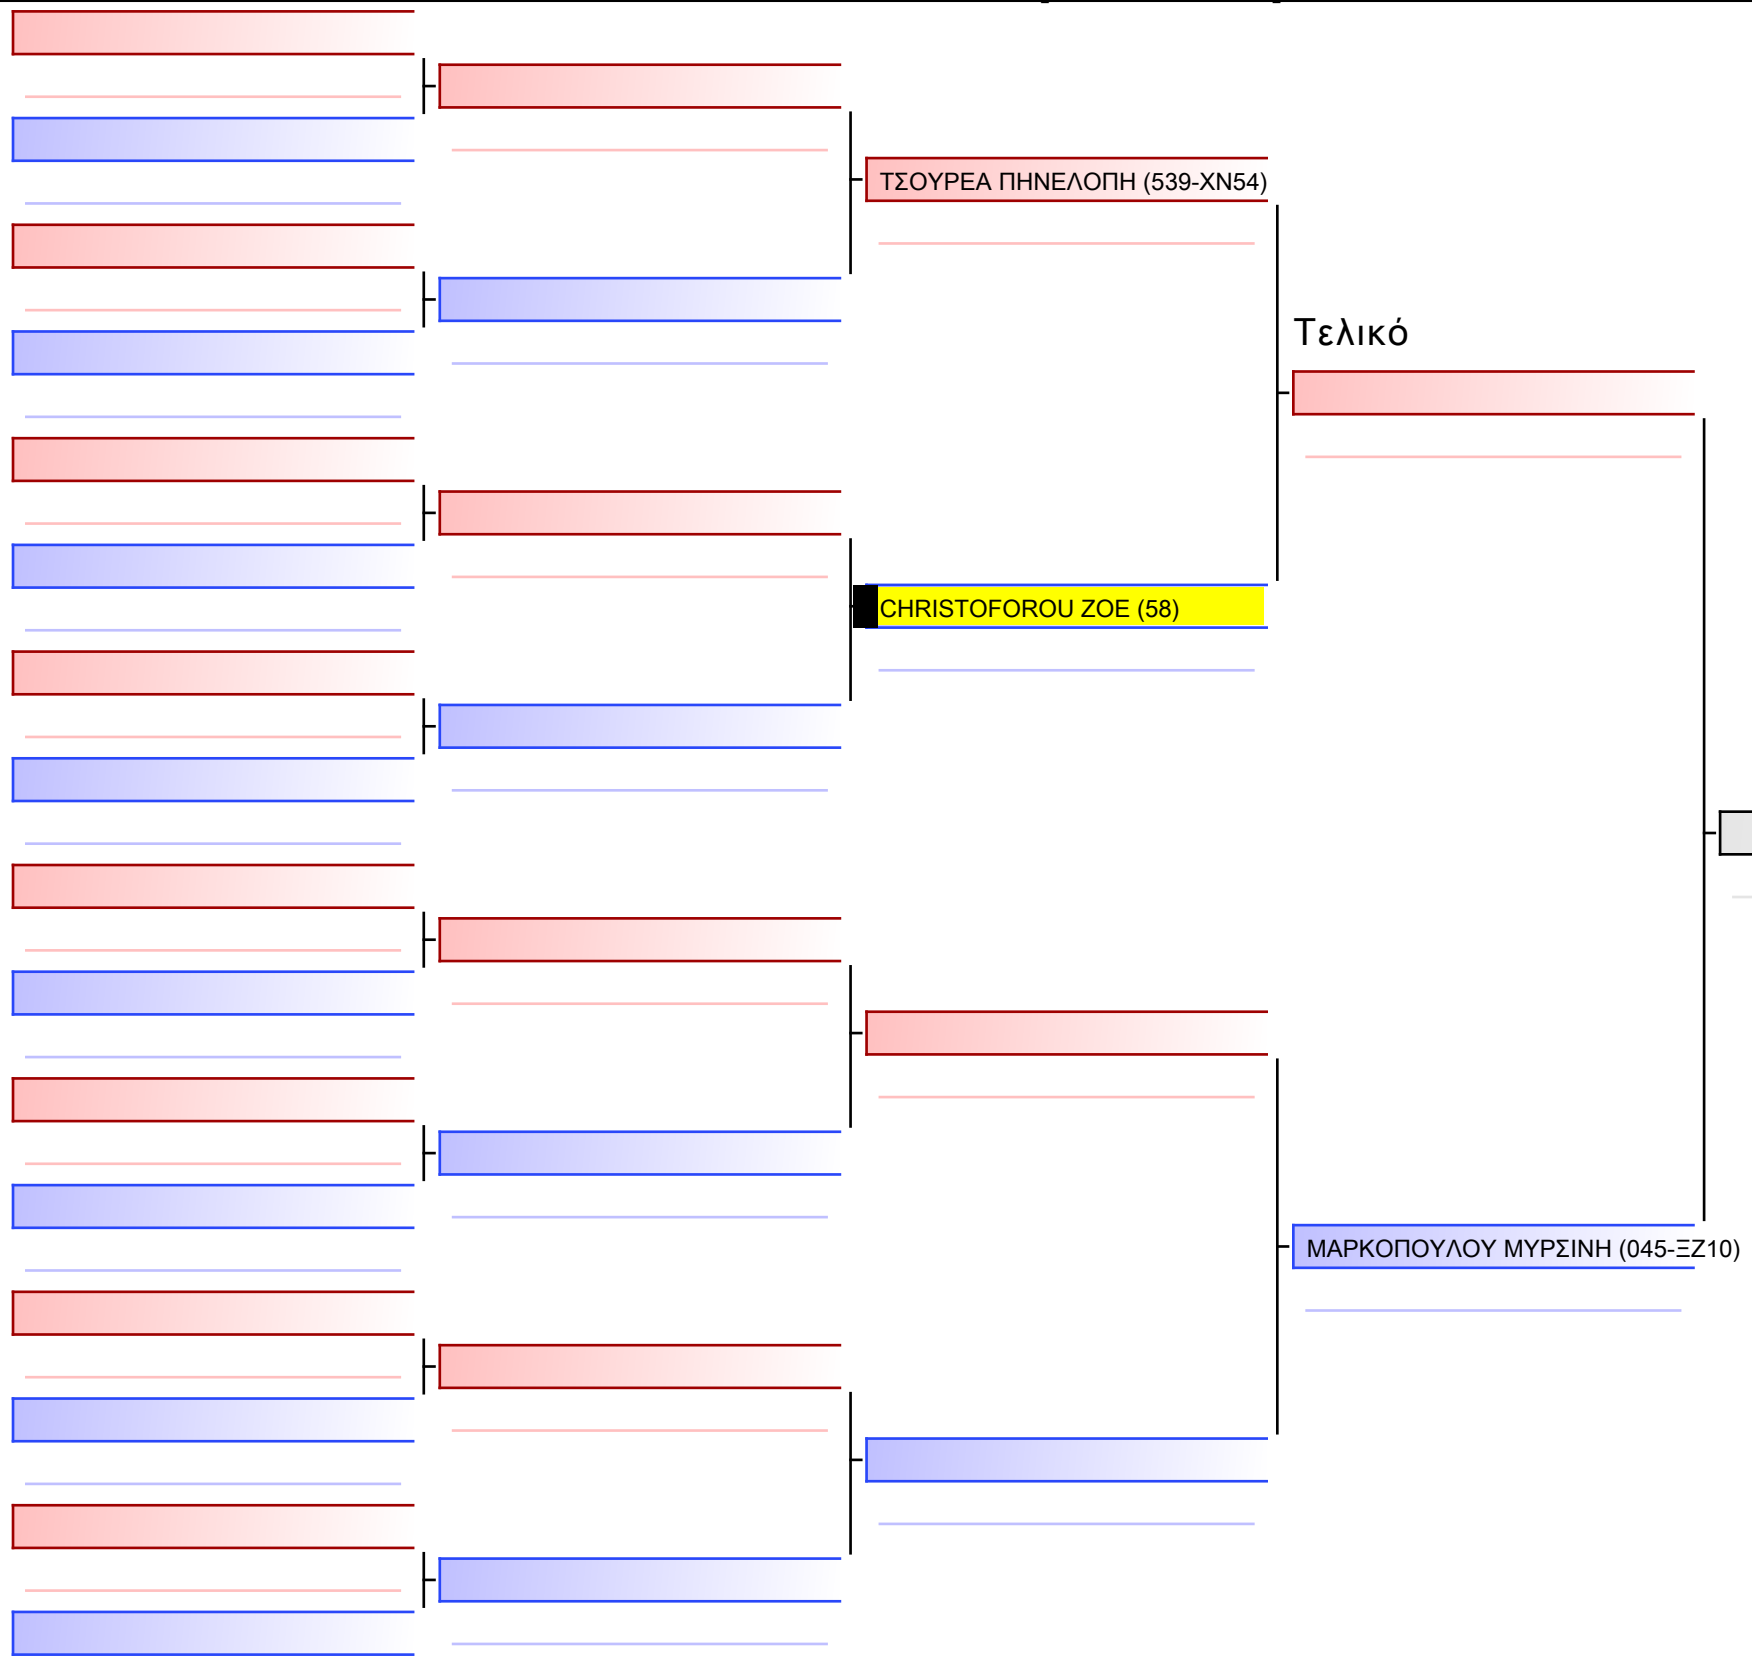 ΤΣΟΥΡΕΑ ΠΗΝΕΛΟΠΗ (539-ΧΝ54)
Τελικό
CHRISTOFOROU ZOE (58)
ΜΑΡΚΟΠΟΥΛΟΥ ΜΥΡΣΙΝΗ (045-ΞΖ10)